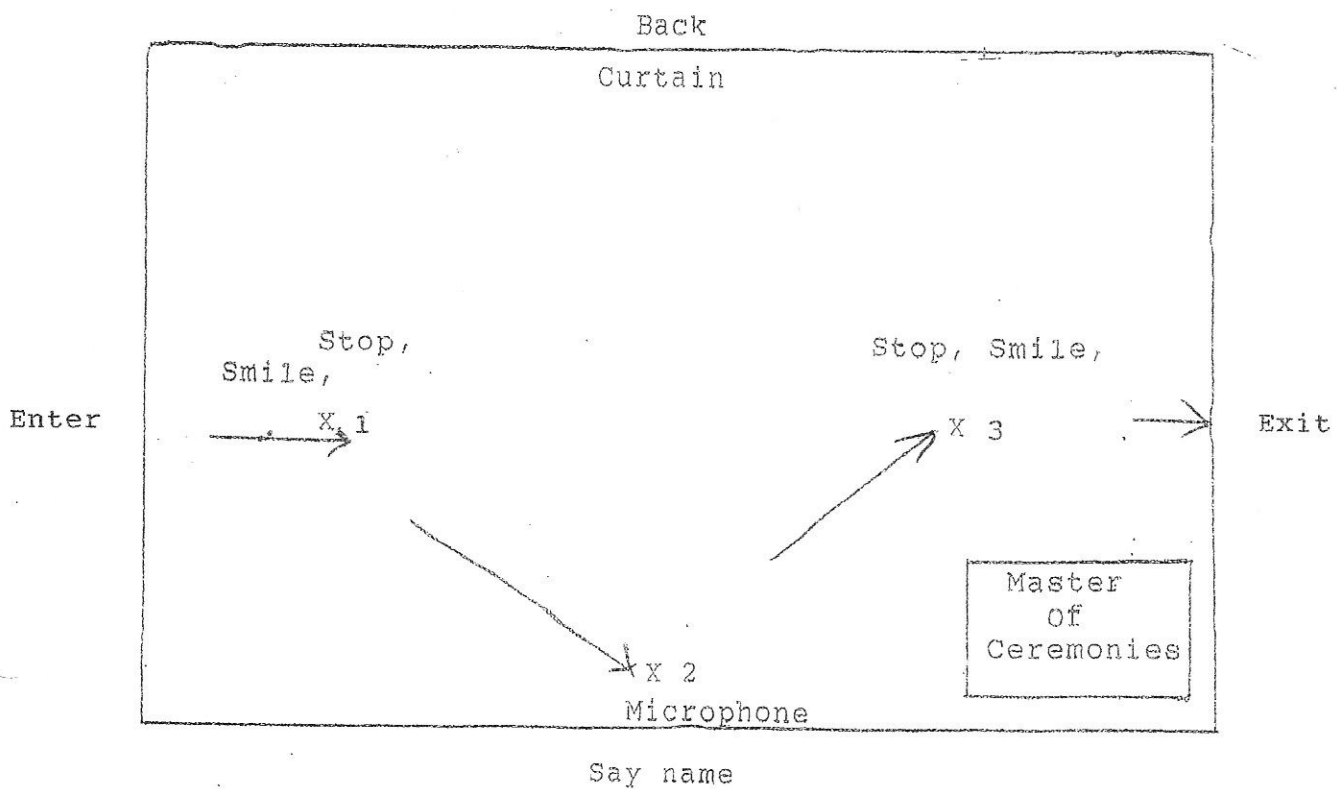 Back
Curtain
Stop,
Smile,
Stop, Smile,
Enter
X 1
X 3
Exit
Master
Of
Ceremonies
X 2
Microphone
Say name